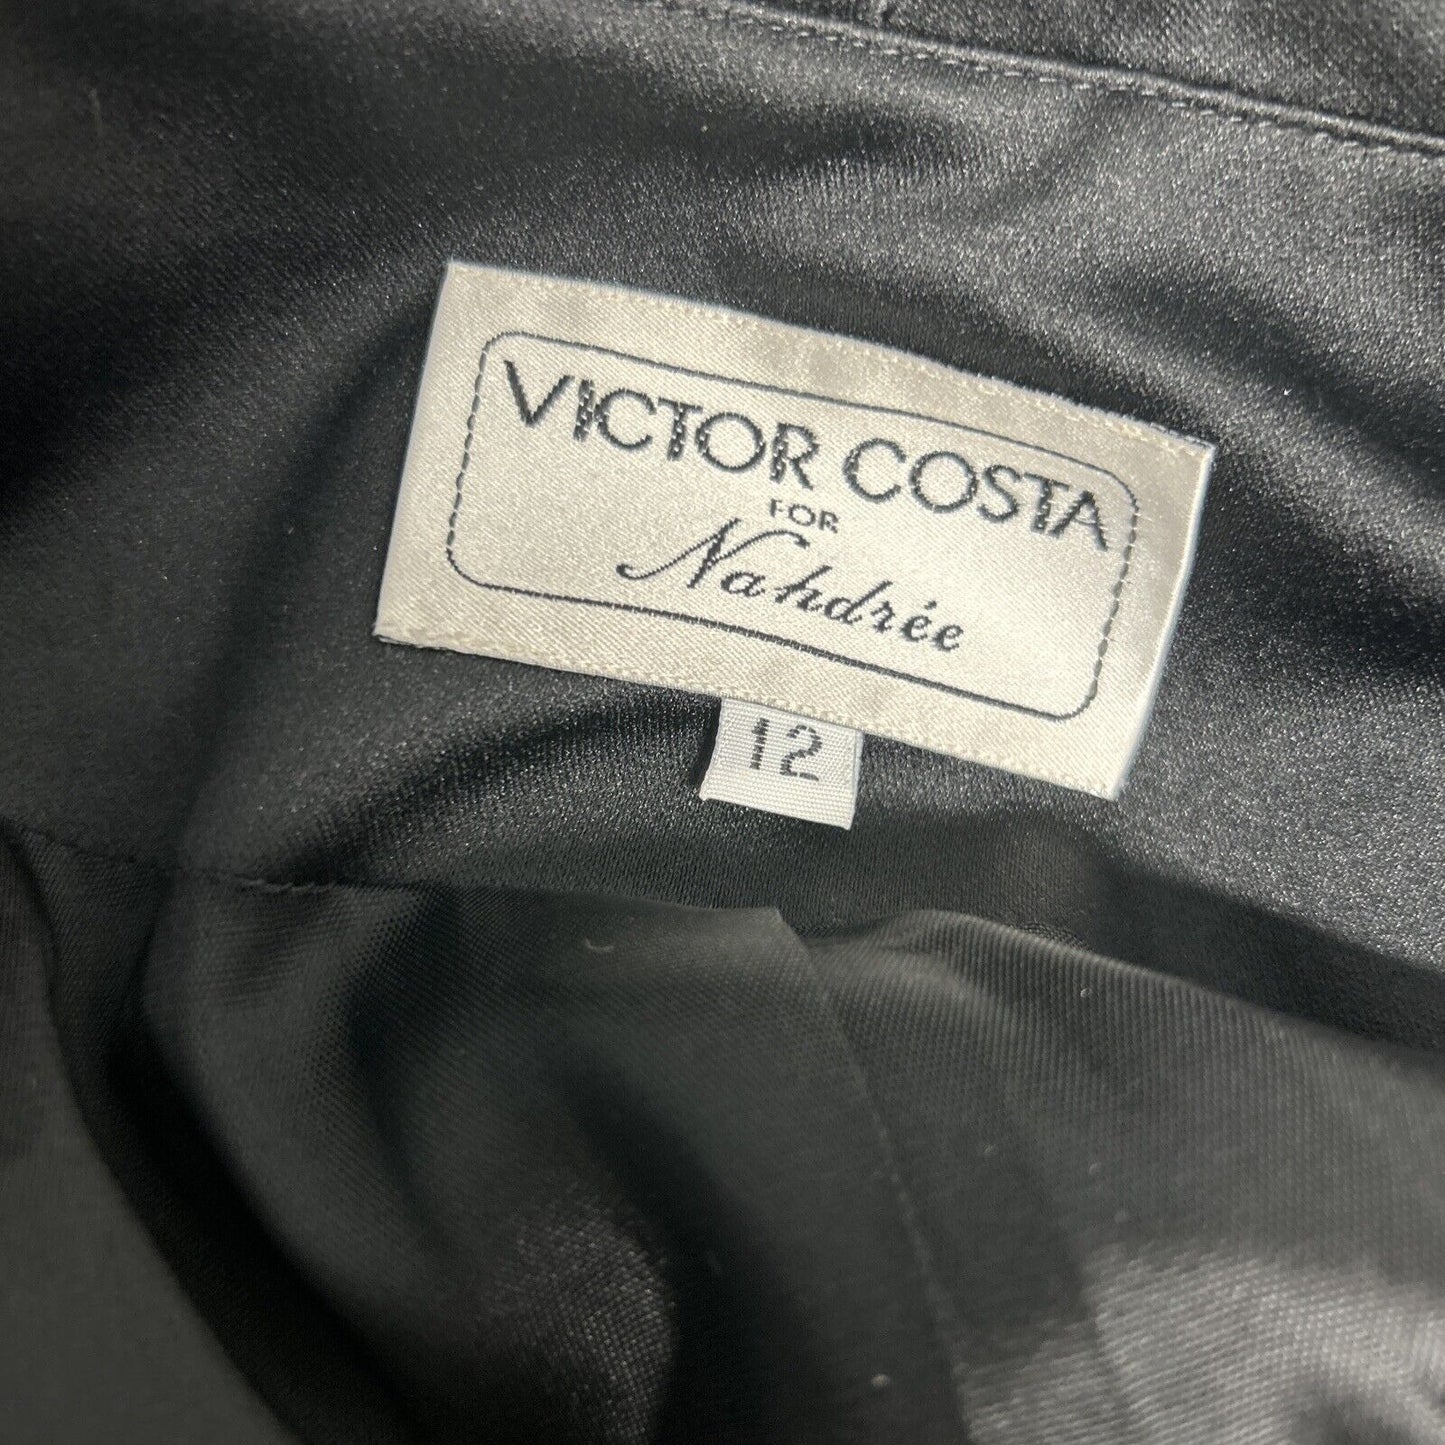 VICTOR COSTA
FOR
Nahdrée
12